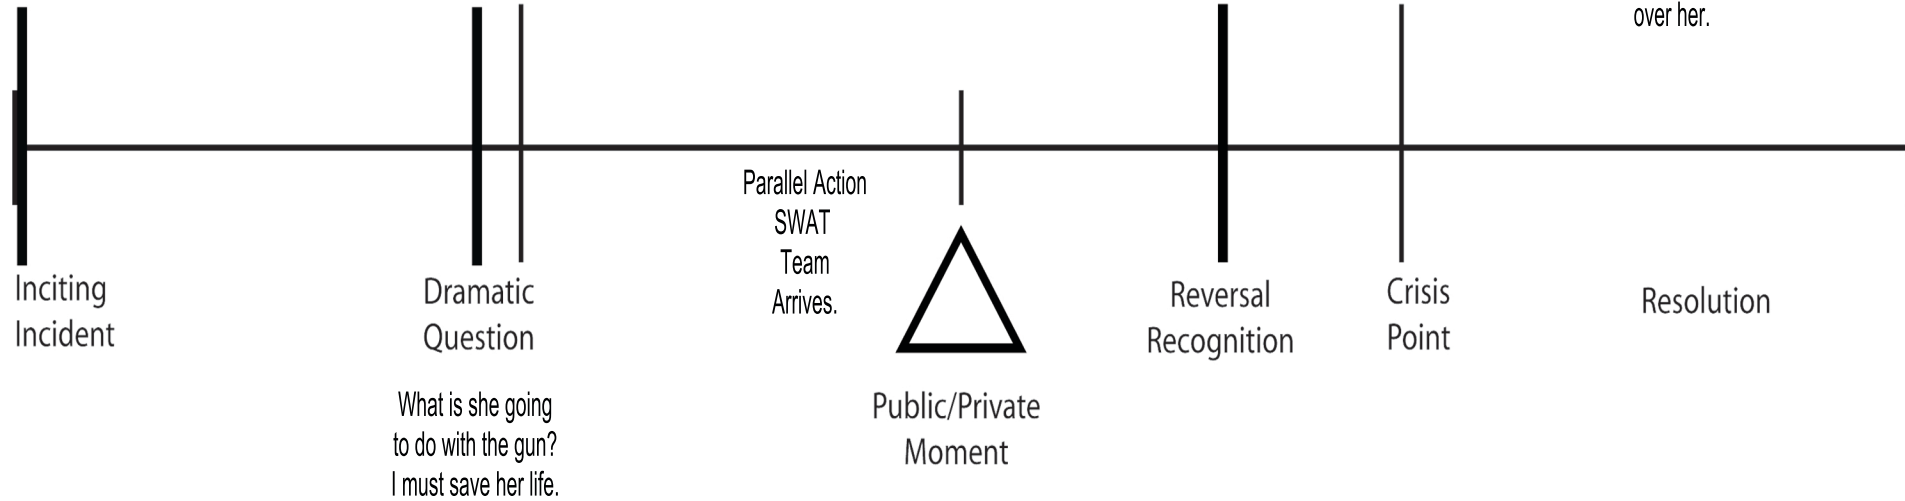 over her.
Parallel Action
SWAT
Team
Arrives.
Inciting
Incident
Dramatic
Question
Reversal
Recognition
Crisis
Point
Resolution
What is she going
to do with the gun?
I must save her life.
Public/Private
Moment